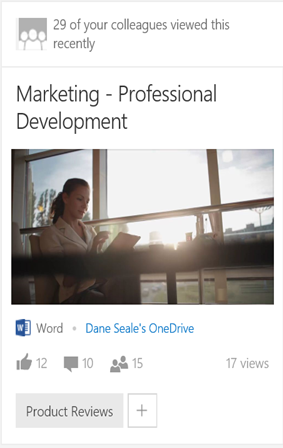 29 of your colleagues viewed this
recently
Marketing - Professional
Development
Word • Dane Seale's OneDrive
12 10 15 17 views
Product Reviews +